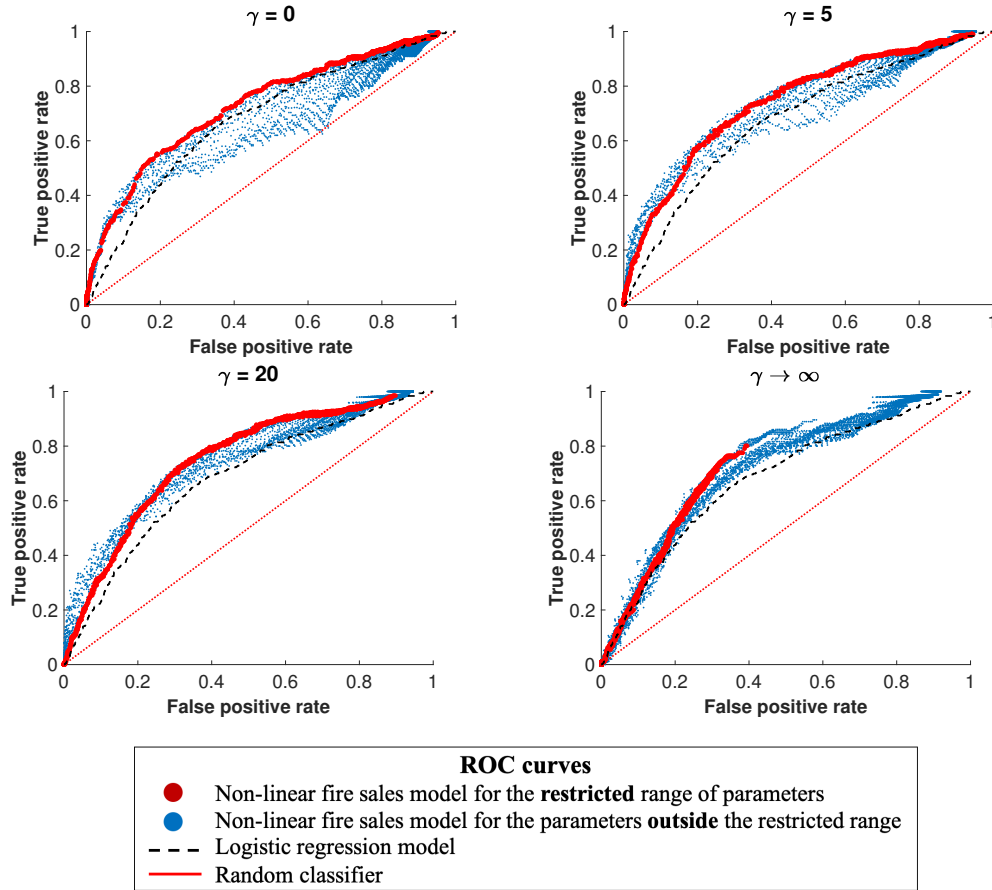 γ = 0
1
0.8
0.6
0.4
0.2
0
True positive rate
0 0.2 0.4 0.6 0.8 1
False positive rate
γ = 5
1
0.8
0.6
0.4
0.2
0
True positive rate
0 0.2 0.4 0.6 0.8 1
False positive rate
γ = 20
1
0.8
0.6
0.4
0.2
0
True positive rate
0 0.2 0.4 0.6 0.8 1
False positive rate
γ → ∞
1
0.8
0.6
0.4
0.2
0
True positive rate
0 0.2 0.4 0.6 0.8 1
False positive rate
ROC curves
Non-linear fire sales model for the restricted range of parameters
Non-linear fire sales model for the parameters outside the restricted range
Logistic regression model
Random classifier